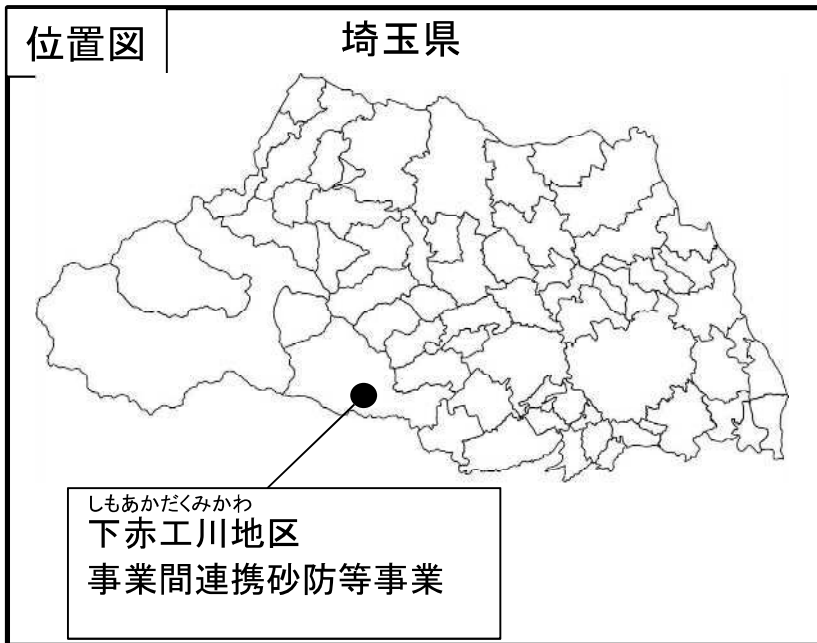 位置図
埼玉県
しもあかだくみかわ
下赤工川地区
事業間連携砂防等事業